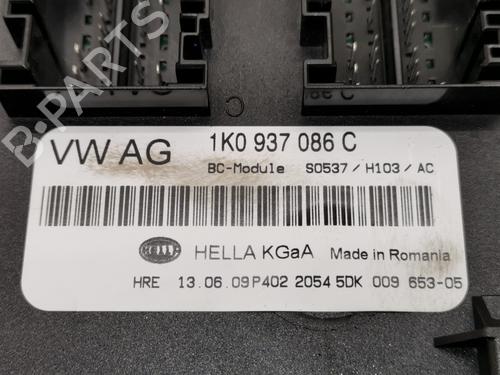 VW AG 1K0 937 086 C
BC-Module S0537/H103/AC
HELLA
HELLA KGaA Made in Romania
HRE 13.06.09 P402 2054 5DK 009 653-05
B-PARTS